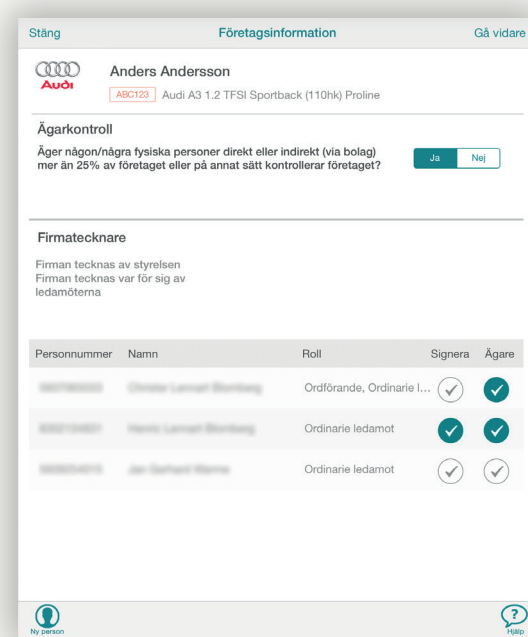 Stäng Företagsinformation Gå vidare
Audi
Anders Andersson
ABC123 Audi A3 1.2 TFSI Sportback (110hk) Proline
Ägarkontroll
Äger någon/några fysiska personer direkt eller indirekt (via bolag)
mer än 25% av företaget eller på annat sätt kontrollerar företaget?
Ja Nej
Firmatecknare
Firman tecknas av styrelsen
Firman tecknas var för sig av
ledamöterna
Personnummer Namn Roll Signera Ägare
Ordförande, Ordinarie l...
Ordinarie ledamot
Ordinarie ledamot
Ny person Hjälp